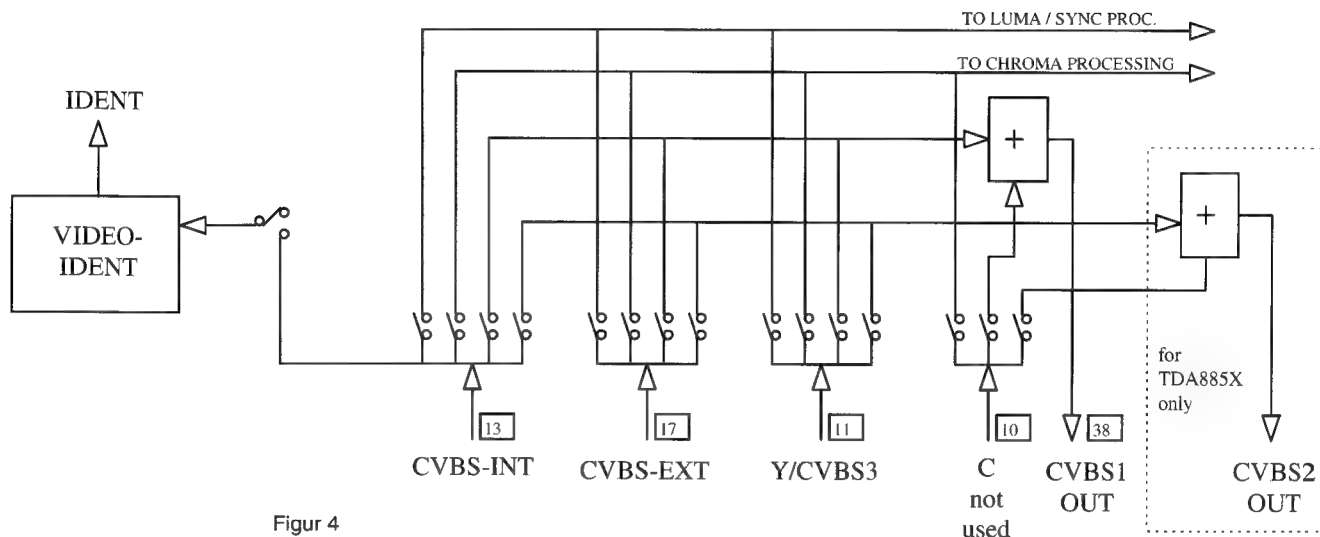 TO LUMA / SYNC PROC.
TO CHROMA PROCESSING
IDENT
+
VIDEO-
IDENT
+
for
TDA885X
only
13
17
11
10
38
CVBS-INT
CVBS-EXT
Y/CVBS3
C
not
used
CVBS1
OUT
CVBS2
OUT
Figur 4